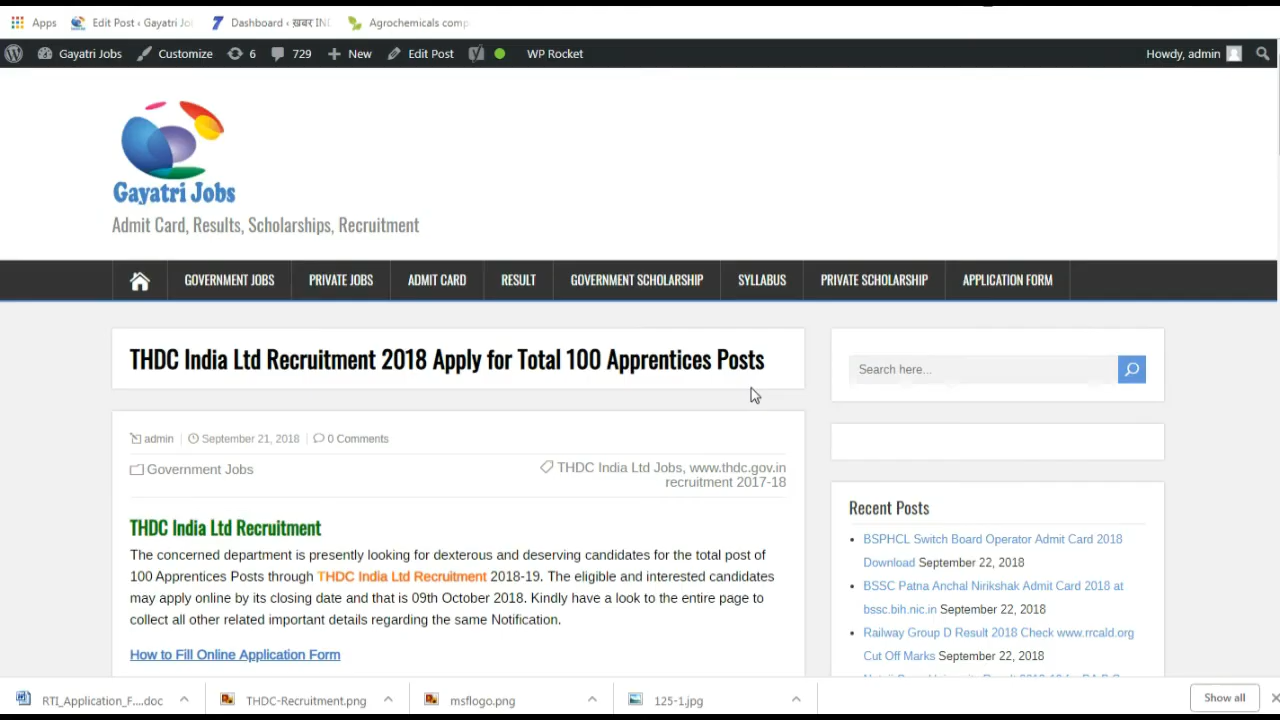 Apps Edit Post ‹ Gayatri Jo Dashboard ‹ ख़बर IND Agrochemicals comp
Gayatri Jobs Customize 6 729 New Edit Post WP Rocket Howdy, admin
Gayatri Jobs
Admit Card, Results, Scholarships, Recruitment
GOVERNMENT JOBS PRIVATE JOBS ADMIT CARD RESULT GOVERNMENT SCHOLARSHIP SYLLABUS PRIVATE SCHOLARSHIP APPLICATION FORM
THDC India Ltd Recruitment 2018 Apply for Total 100 Apprentices Posts
admin September 21, 2018 0 Comments
Government Jobs
THDC India Ltd Jobs, www.thdc.gov.in
recruitment 2017-18
THDC India Ltd Recruitment
The concerned department is presently looking for dexterous and deserving candidates for the total post of
100 Apprentices Posts through THDC India Ltd Recruitment 2018-19. The eligible and interested candidates
may apply online by its closing date and that is 09th October 2018. Kindly have a look to the entire page to
collect all other related important details regarding the same Notification.
How to Fill Online Application Form
Search here...
Recent Posts
BSPHCL Switch Board Operator Admit Card 2018
Download September 22, 2018
BSSC Patna Anchal Nirikshak Admit Card 2018 at
bssc.bih.nic.in September 22, 2018
Railway Group D Result 2018 Check www.rrcald.org
Cut Off Marks September 22, 2018
RTI_Application_F....doc THDC-Recruitment.png msflogo.png 125-1.jpg Show all